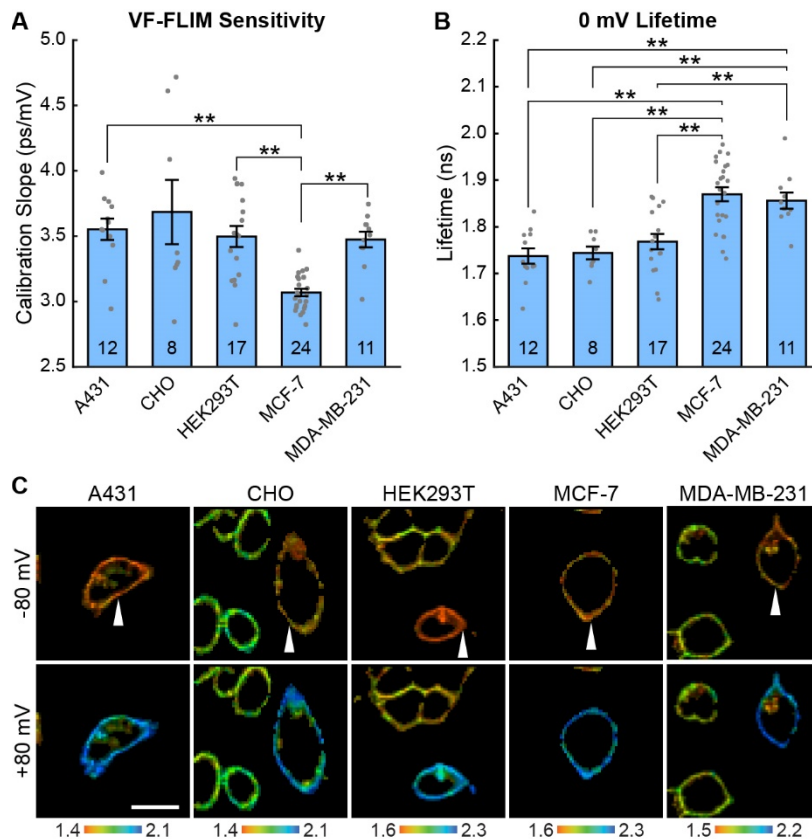 A
VF-FLIM Sensitivity
Calibration Slope (ps/mV)
5.0
4.5
4.0
3.5
3.0
2.5
**
**
**
12
8
17
24
11
A431
CHO
HEK293T
MCF-7
MDA-MB-231
B
0 mV Lifetime
Lifetime (ns)
2.2
2.1
2.0
1.9
1.8
1.7
1.6
1.5
**
**
**
**
**
**
12
8
17
24
11
A431
CHO
HEK293T
MCF-7
MDA-MB-231
C
A431 CHO HEK293T MCF-7 MDA-MB-231
-80 mV
+80 mV
1.4 2.1 1.4 2.1 1.6 2.3 1.6 2.3 1.5 2.2